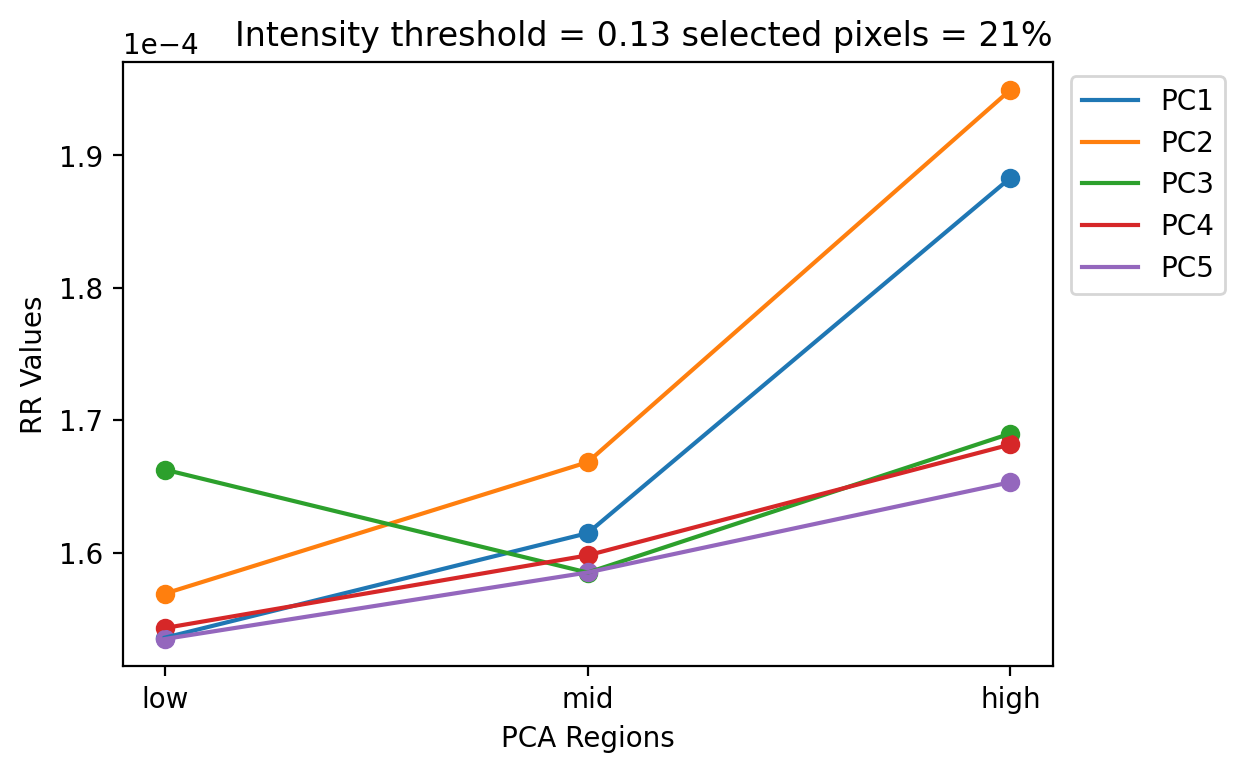 Intensity threshold = 0.13 selected pixels = 21%
1e−4
1.9
1.8
1.7
1.6
RR Values
low
mid
high
PCA Regions
PC1
PC2
PC3
PC4
PC5